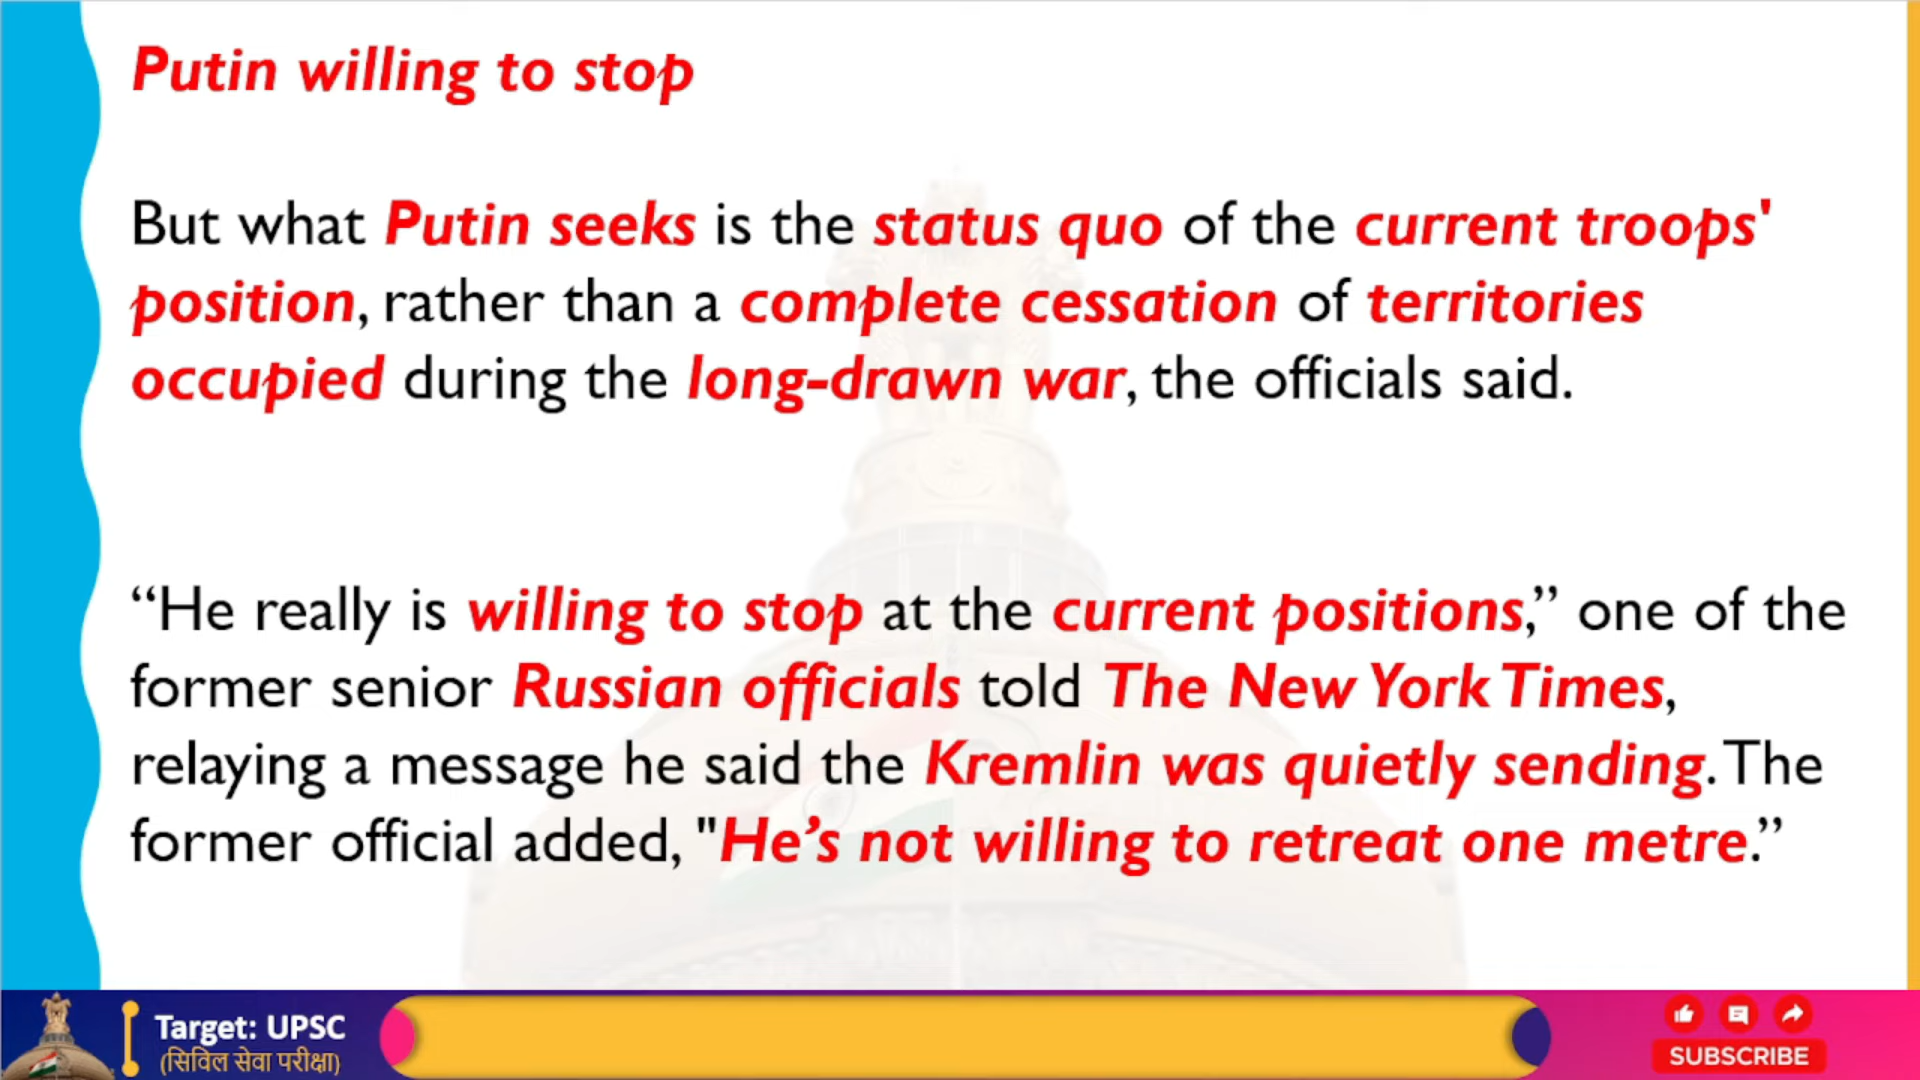 Putin willing to stop
But what Putin seeks is the status quo of the current troops'
position, rather than a complete cessation of territories
occupied during the long-drawn war, the officials said.
“He really is willing to stop at the current positions,” one of the
former senior Russian officials told The New York Times,
relaying a message he said the Kremlin was quietly sending. The
former official added, "He’s not willing to retreat one metre.”
Target: UPSC
(सिविल सेवा परीक्षा)
SUBSCRIBE